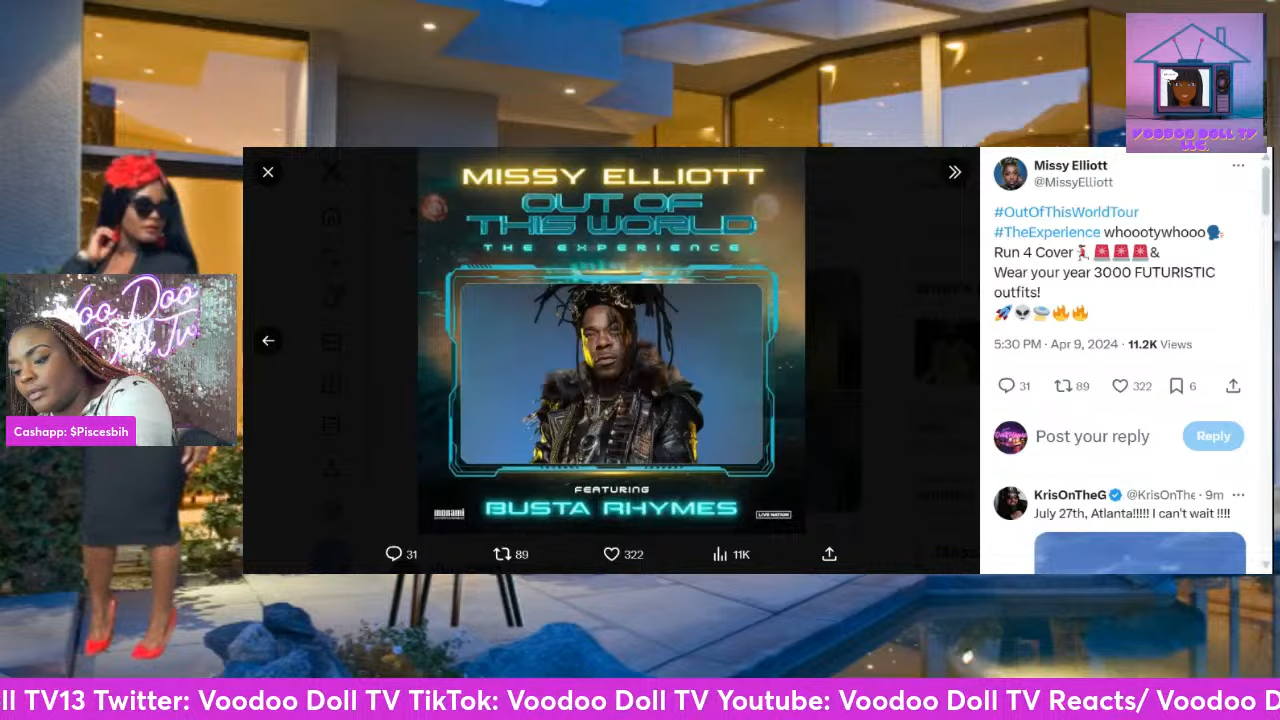 VOODOO DOLL TV
LLC.
MISSY ELLIOTT
OUT OF
THIS WORLD
THE EXPERIENCE
FEATURING
BUSTA RHYMES
LIVE NATION
31
89
322
11K
Missy Elliott
@MissyElliott
#OutOfThisWorldTour
#TheExperience whoootywhooo🗣️
Run 4 Cover 🏃🚨🚨🚨&
Wear your year 3000 FUTURISTIC
outfits!
🚀👽🛸🔥🔥
5:30 PM · Apr 9, 2024 · 11.2K Views
31 89 322 6
Post your reply
Reply
KrisOnTheG @KrisOnThe · 9m
July 27th, Atlanta!!!!! I can't wait !!!!
Cashapp: $Piscesbih
ll TV13 Twitter: Voodoo Doll TV TikTok: Voodoo Doll TV Youtube: Voodoo Doll TV Reacts/ Voodoo D